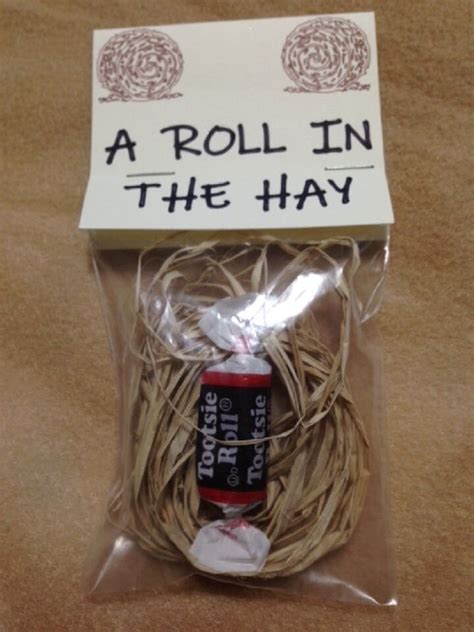 A ROLL IN
THE HAY
Tootsie
Roll®
Tootsie